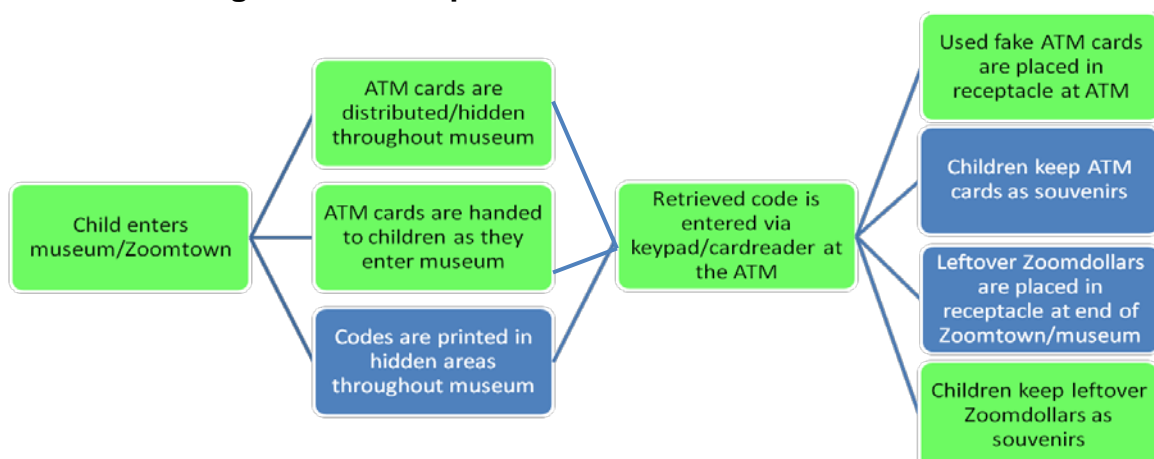 Child enters
museum/Zoomtown
ATM cards are
distributed/hidden
throughout museum
ATM cards are handed
to children as they
enter museum
Codes are printed in
hidden areas
throughout museum
Retrieved code is
entered via
keypad/cardreader at
the ATM
Used fake ATM cards
are placed in
receptacle at ATM
Children keep ATM
cards as souvenirs
Leftover Zoomdollars
are placed in
receptacle at end of
Zoomtown/museum
Children keep leftover
Zoomdollars as
souvenirs